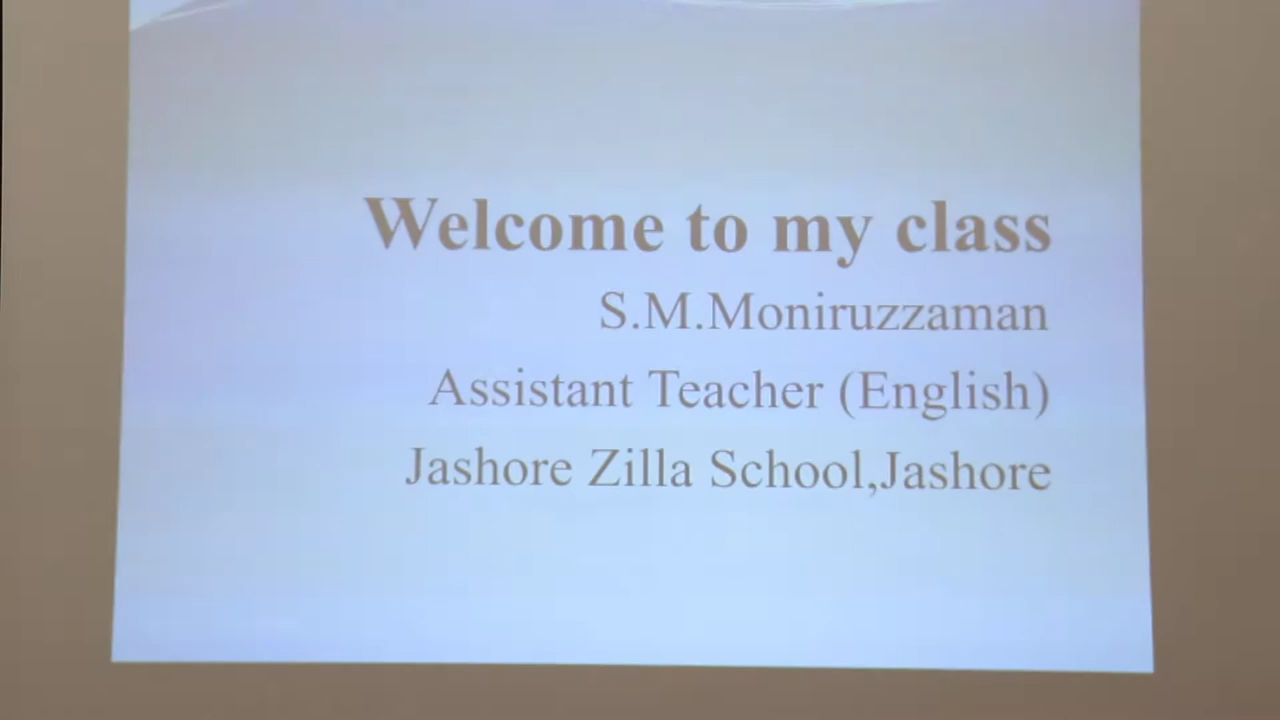 Welcome to my class
S.M.Moniruzzaman
Assistant Teacher (English)
Jashore Zilla School,Jashore